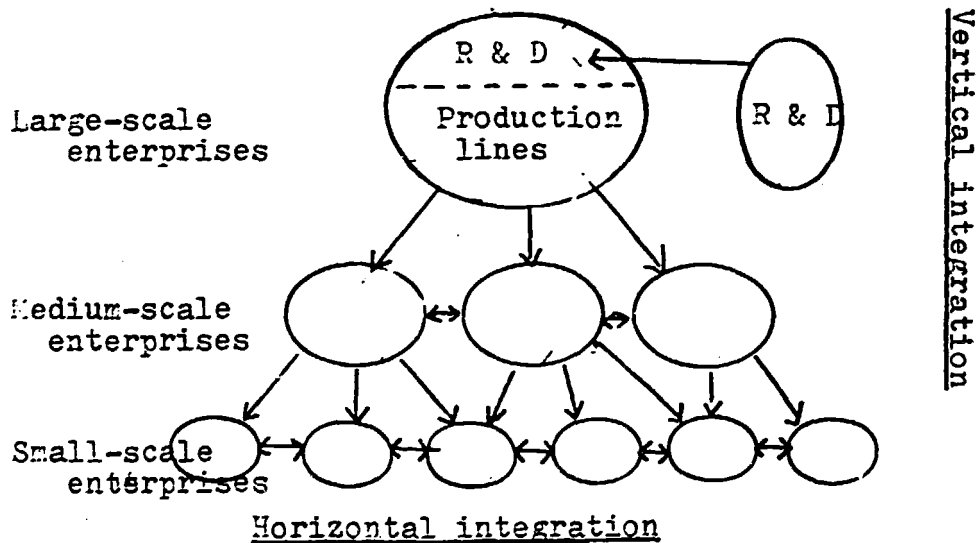 R & D
Production
lines
R & D
Large-scale
enterprises
Medium-scale
enterprises
Small-scale
enterprises
Horizontal integration
Vertical integration